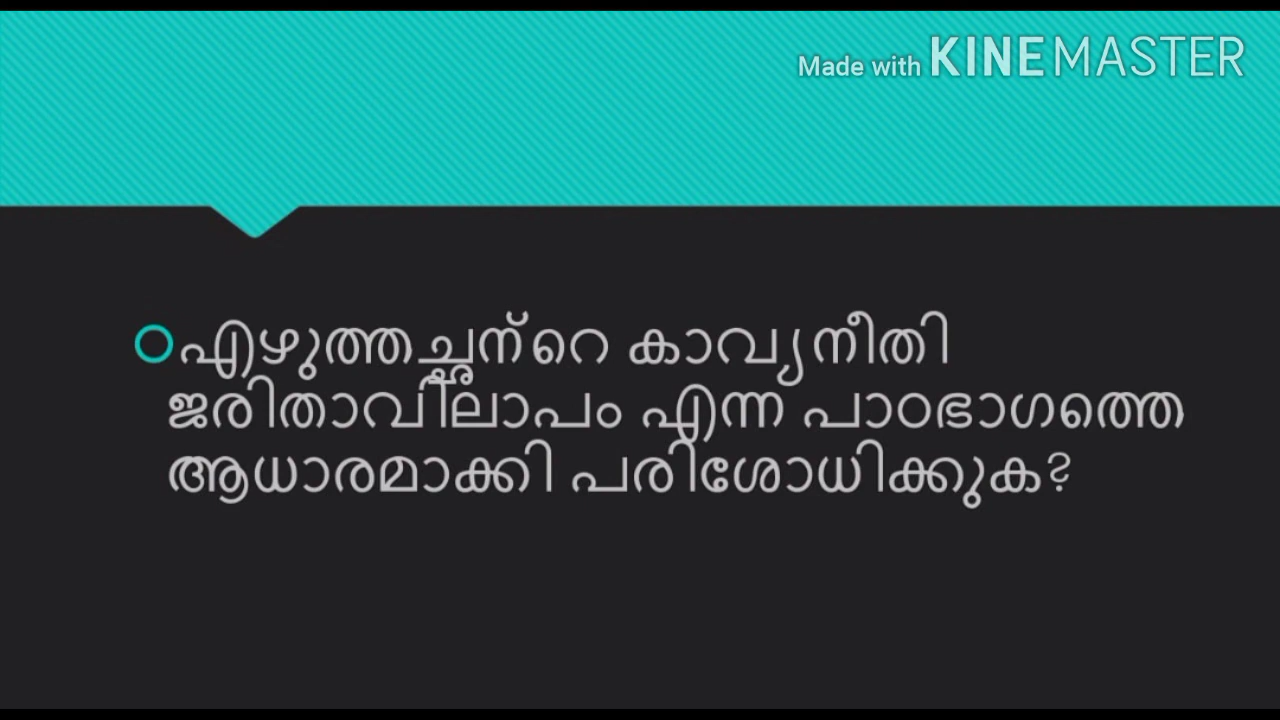 Made with KINEMASTER
എഴുത്തച്ഛന്‍റെ കാവ്യനീതി
ജരിതാവിലാപം എന്ന പാഠഭാഗത്തെ
ആധാരമാക്കി പരിശോധിക്കുക?